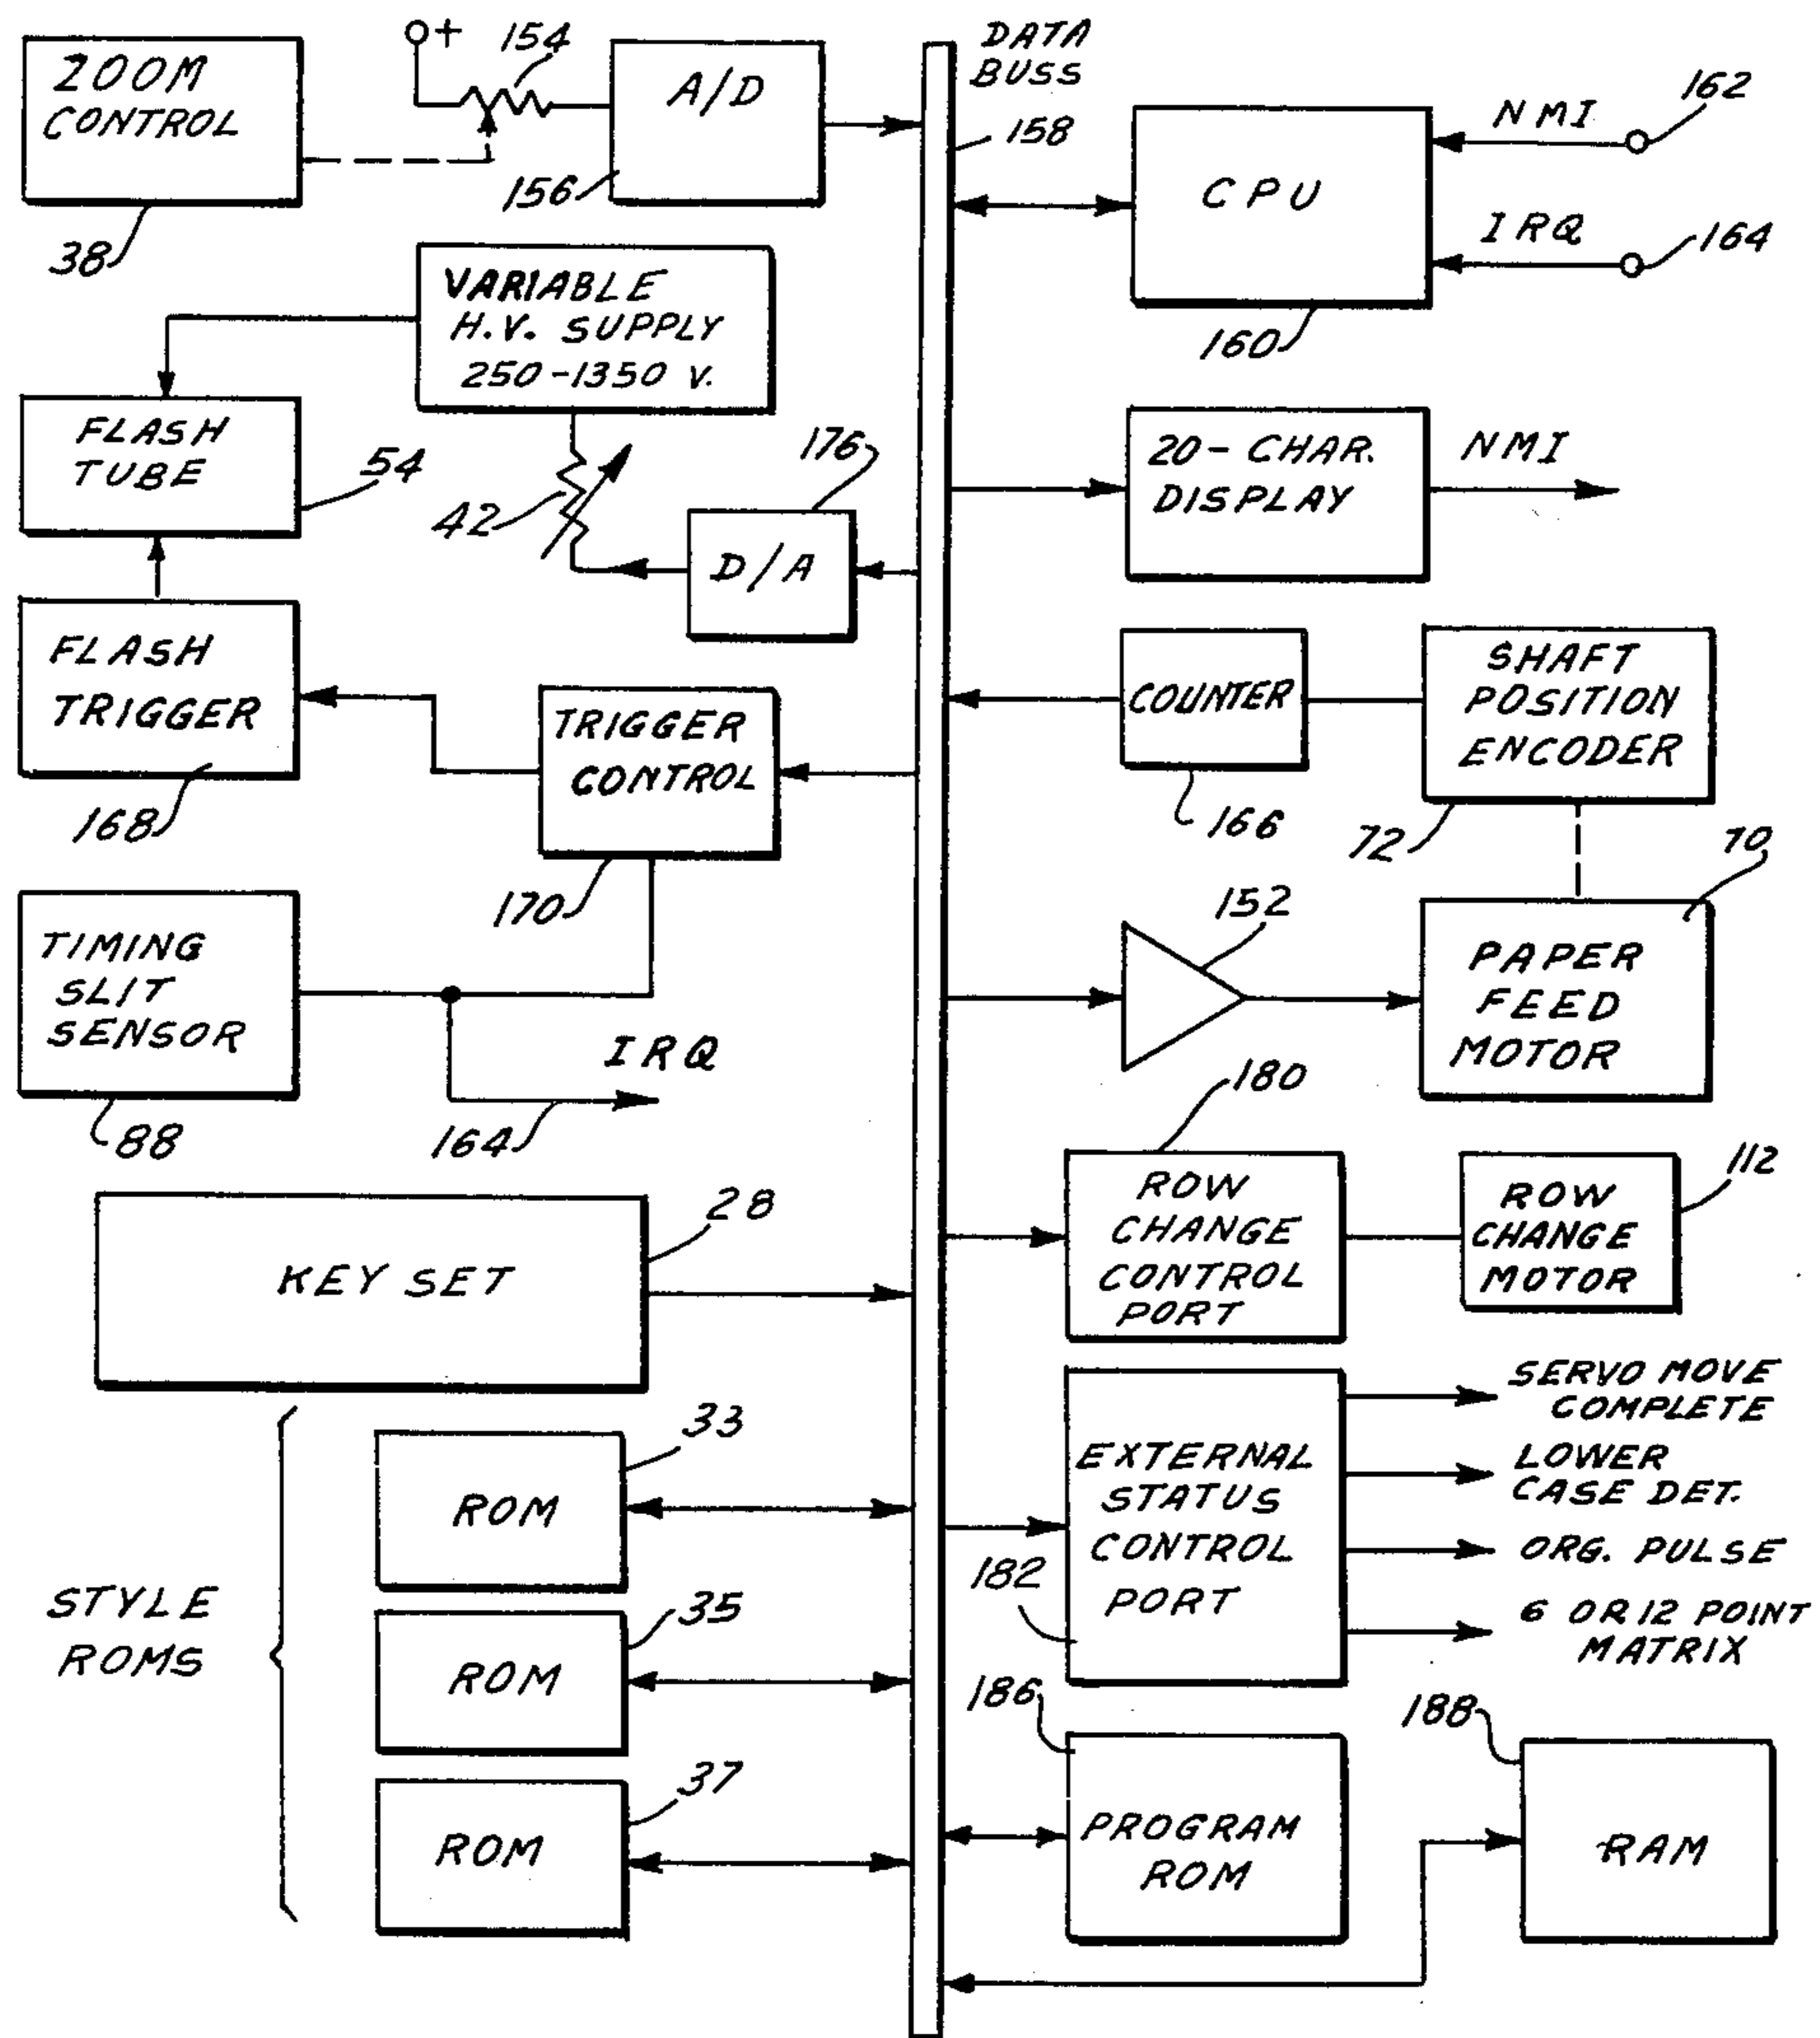 ZOOM
CONTROL
38
+
154
A/D
156
DATA
BUSS
158
CPU
160
NMI
162
IRQ
164
VARIABLE
H.V. SUPPLY
250-1350 V.
FLASH
TUBE
54
42
176
D/A
20-CHAR.
DISPLAY
NMI
FLASH
TRIGGER
168
TRIGGER
CONTROL
170
COUNTER
166
SHAFT
POSITION
ENCODER
72
70
TIMING
SLIT
SENSOR
88
IRQ
164
152
PAPER
FEED
MOTOR
180
ROW
CHANGE
CONTROL
PORT
112
ROW
CHANGE
MOTOR
28
KEY SET
STYLE
ROMS
33
ROM
35
ROM
37
ROM
EXTERNAL
STATUS
CONTROL
PORT
182
SERVO MOVE
COMPLETE
LOWER
CASE DET.
ORG. PULSE
6 OR 12 POINT
MATRIX
186
PROGRAM
ROM
188
RAM